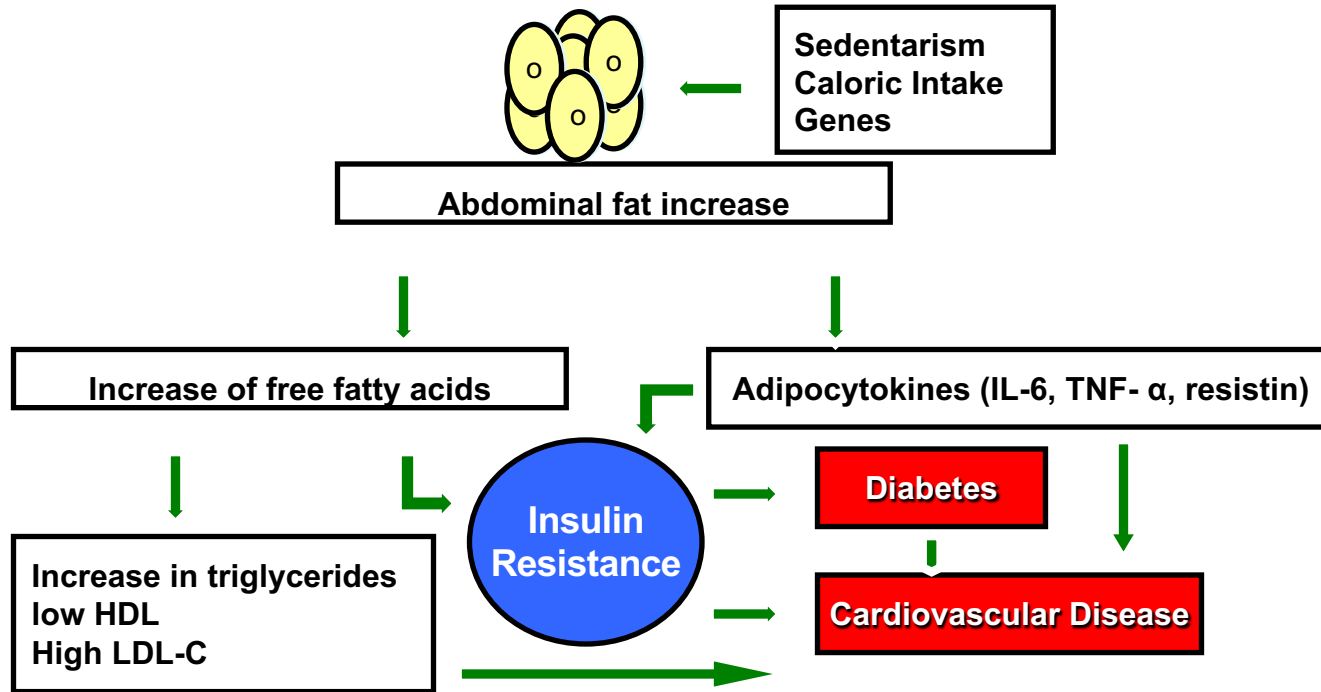 Sedentarism
Caloric Intake
Genes
o
o
o
Abdominal fat increase
Increase of free fatty acids
Adipocytokines (IL-6, TNF- α, resistin)
Insulin
Resistance
Diabetes
Increase in triglycerides
low HDL
High LDL-C
Cardiovascular Disease